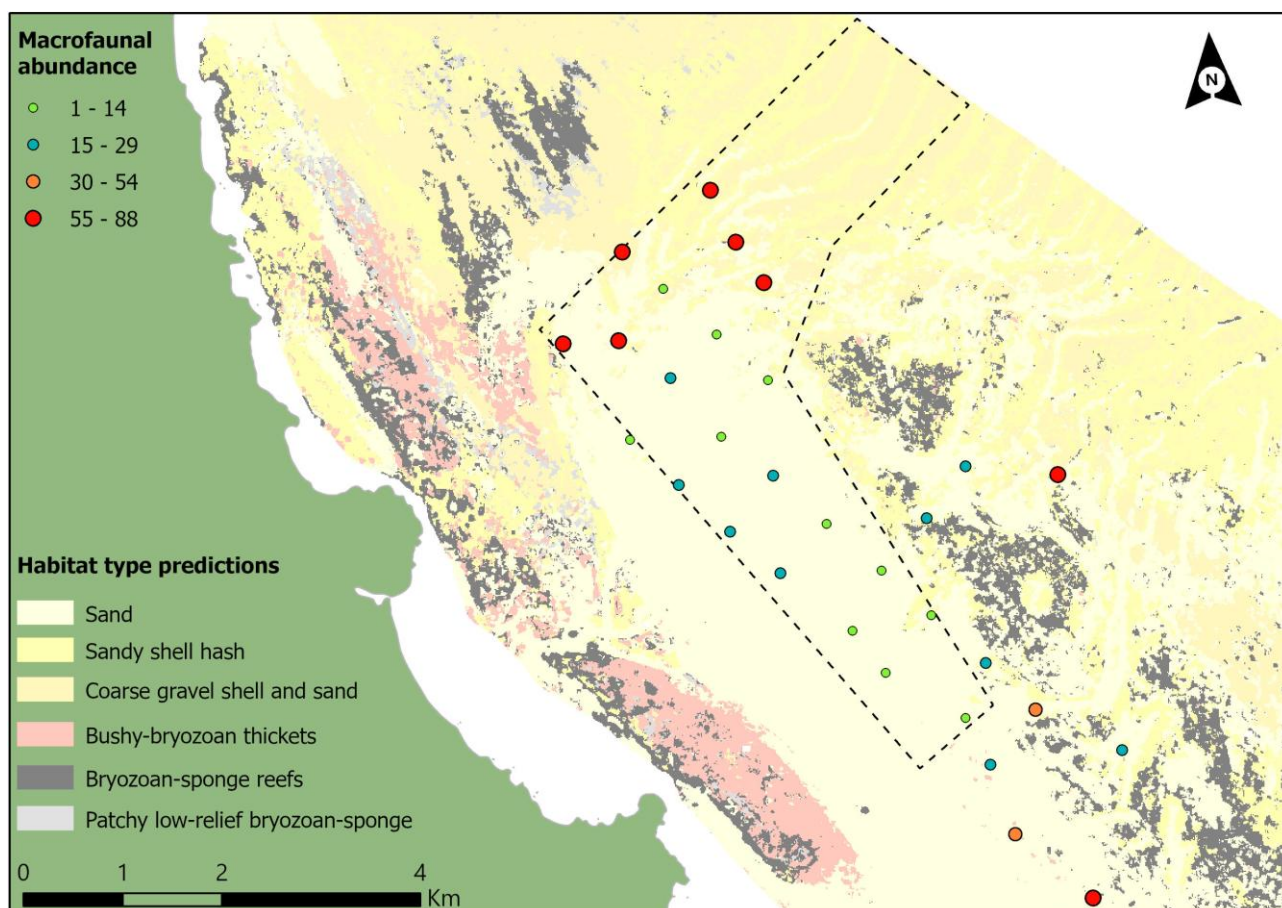 Macrofaunal
abundance
1 - 14
15 - 29
30 - 54
55 - 88
N
Habitat type predictions
Sand
Sandy shell hash
Coarse gravel shell and sand
Bushy-bryozoan thickets
Bryozoan-sponge reefs
Patchy low-relief bryozoan-sponge
0 1 2 4
Km